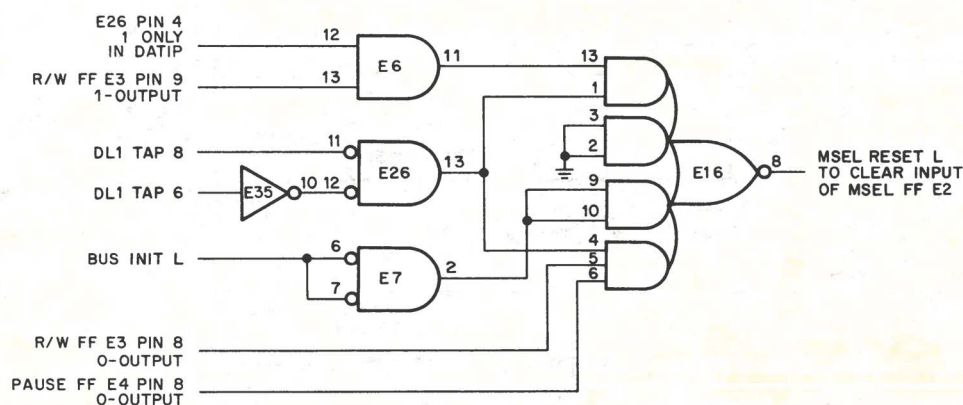 E26 PIN 4
1 ONLY
IN DATIP
12
R/W FF E3 PIN 9
1-OUTPUT
13
E6
11
13
1
DL1 TAP 8
11
DL1 TAP 6
E35
10
12
E26
13
3
2
E16
8
MSEL RESET L
TO CLEAR INPUT
OF MSEL FF E2
9
10
BUS INIT L
6
7
E7
2
4
5
6
R/W FF E3 PIN 8
0-OUTPUT
PAUSE FF E4 PIN 8
0-OUTPUT